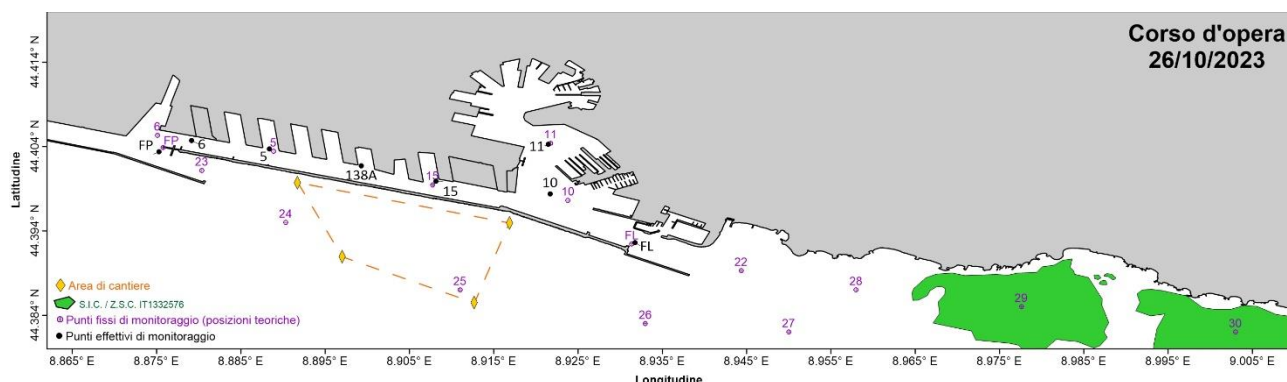 Corso d'opera
26/10/2023
Latitudine
44.414° N
44.404° N
44.394° N
44.384° N
6
FP
FP
6
23
5
5
138A
15
15
11
11
10
10
24
25
FL
FL
22
26
27
28
29
30
Area di cantiere
S.I.C. / Z.S.C. IT1332576
Punti fissi di monitoraggio (posizioni teoriche)
Punti effettivi di monitoraggio
8.865° E
8.875° E
8.885° E
8.895° E
8.905° E
8.915° E
8.925° E
8.935° E
8.945° E
8.955° E
8.965° E
8.975° E
8.985° E
8.995° E
9.005° E
Longitudine